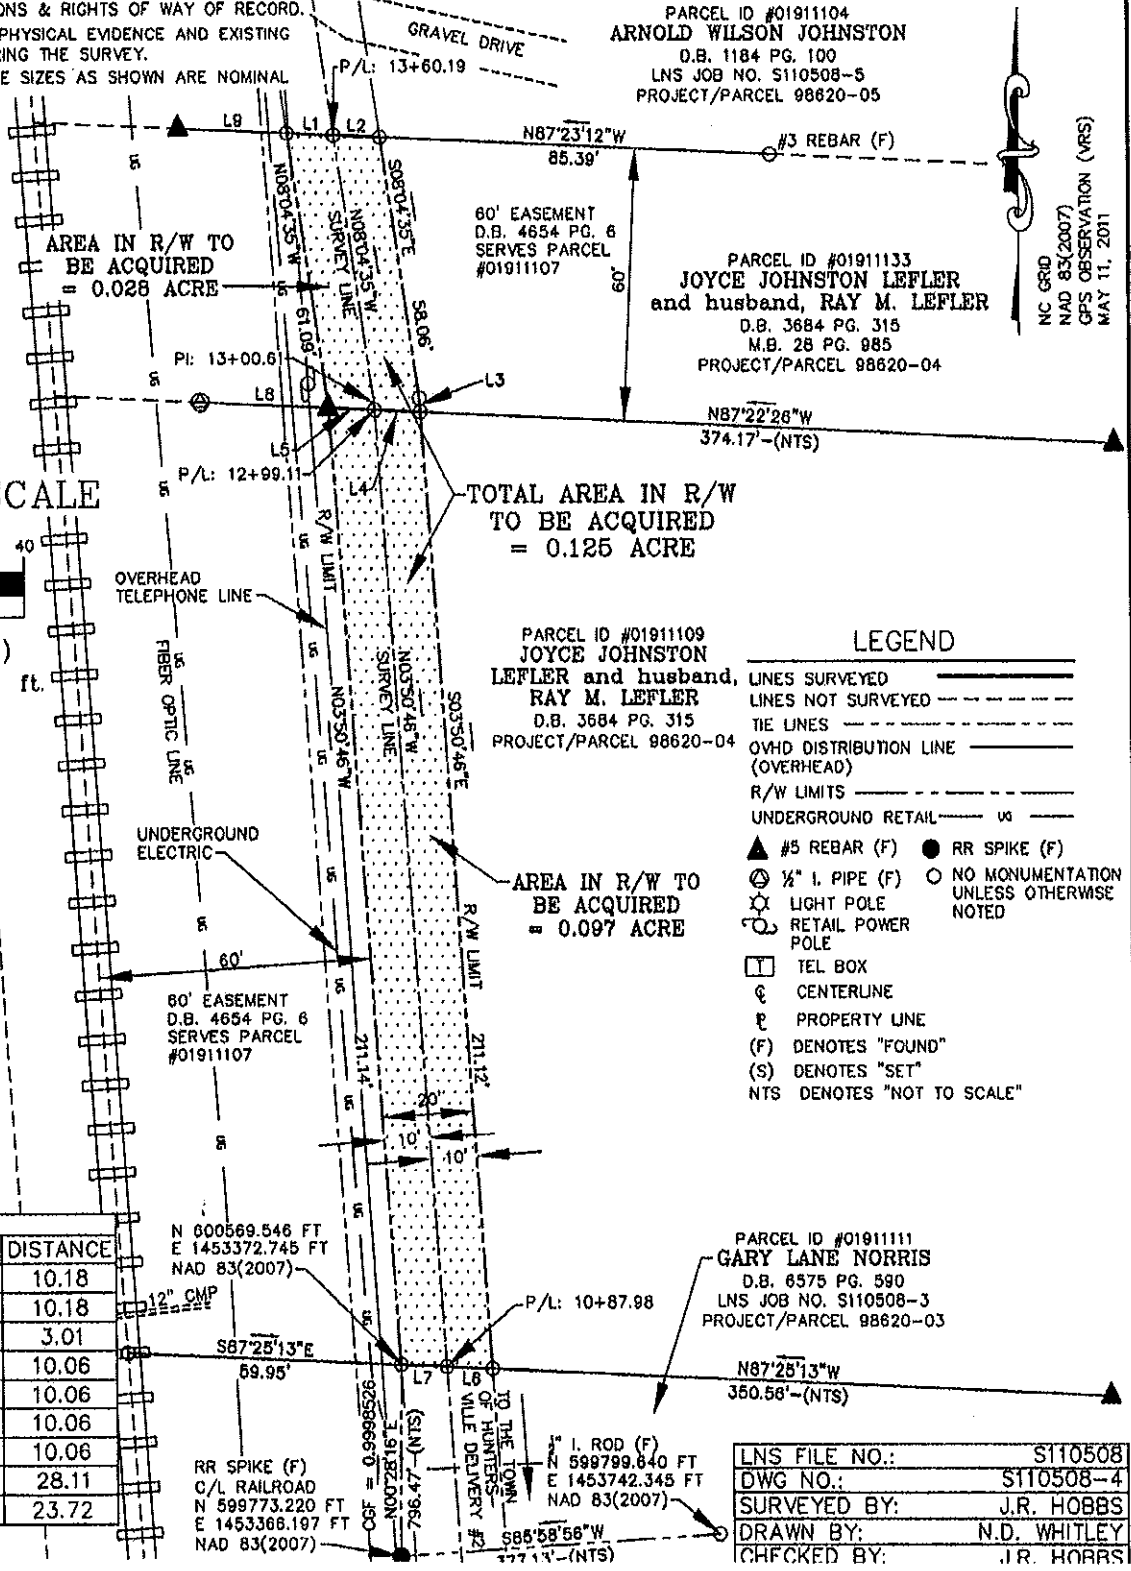 ONS & RIGHTS OF WAY OF RECORD.
PHYSICAL EVIDENCE AND EXISTING
RING THE SURVEY.
E SIZES AS SHOWN ARE NOMINAL
GRAVEL DRIVE
P/L: 13+60.19
PARCEL ID #01911104
ARNOLD WILSON JOHNSTON
D.B. 1184 PG. 100
LNS JOB NO. S110508-5
PROJECT/PARCEL 98620-05
L9
L1
L2
N87°23'12"W
85.39'
#3 REBAR (F)
NC GRID
NAD 83(2007)
GPS OBSERVATION (VRS)
MAY 11, 2011
UG
N08°04'35"W
61.09'
SURVEY LINE
N08°04'35"W
S08°04'35"E
58.06'
AREA IN R/W TO
BE ACQUIRED
= 0.028 ACRE
60' EASEMENT
D.B. 4654 PG. 6
SERVES PARCEL
#01911107
60'
PARCEL ID #01911133
JOYCE JOHNSTON LEFLER
and husband, RAY M. LEFLER
D.B. 3684 PG. 315
M.B. 28 PG. 985
PROJECT/PARCEL 98620-04
PI: 13+00.61
L8
L3
L5
L4
P/L: 12+99.11
N87°22'26"W
374.17'-(NTS)
SCALE
40
)
ft.
TOTAL AREA IN R/W
TO BE ACQUIRED
= 0.125 ACRE
R/W LIMIT
OVERHEAD
TELEPHONE LINE
FIBER OPTIC LINE
N03°50'46"W
SURVEY LINE
N03°50'46"W
S03°50'46"E
PARCEL ID #01911109
JOYCE JOHNSTON
LEFLER and husband,
RAY M. LEFLER
D.B. 3684 PG. 315
PROJECT/PARCEL 98620-04
LEGEND
LINES SURVEYED
LINES NOT SURVEYED
TIE LINES
OVHD DISTRIBUTION LINE
(OVERHEAD)
R/W LIMITS
UNDERGROUND RETAIL UG
#5 REBAR (F)
RR SPIKE (F)
½" I. PIPE (F)
NO MONUMENTATION
UNLESS OTHERWISE
NOTED
LIGHT POLE
RETAIL POWER
POLE
T TEL BOX
CENTERLINE
PROPERTY LINE
(F) DENOTES "FOUND"
(S) DENOTES "SET"
NTS DENOTES "NOT TO SCALE"
UNDERGROUND
ELECTRIC
AREA IN R/W TO
BE ACQUIRED
= 0.097 ACRE
R/W LIMIT
60'
60' EASEMENT
D.B. 4654 PG. 6
SERVES PARCEL
#01911107
211.14'
211.12'
20'
10'
10'
N 600569.546 FT
E 1453372.745 FT
NAD 83(2007)
12" CMP
DISTANCE
10.18
10.18
3.01
10.06
10.06
10.06
10.06
28.11
23.72
PARCEL ID #01911111
GARY LANE NORRIS
D.B. 6575 PG. 590
LNS JOB NO. S110508-3
PROJECT/PARCEL 98620-03
P/L: 10+87.98
S87°25'13"E
59.95'
L7
L6
N87°25'13"W
350.56'-(NTS)
CGF = 0.9998526
N00°28'16"E
796.47'-(NTS)
TO THE TOWN
OF HUNTERS-
VILLE DELIVERY #2
RR SPIKE (F)
C/L RAILROAD
N 599773.220 FT
E 1453366.197 FT
NAD 83(2007)
I. ROD (F)
N 599799.640 FT
E 1453742.345 FT
NAD 83(2007)
S85°58'56"W
377.13'-(NTS)
LNS FILE NO.: S110508
DWG NO.: S110508-4
SURVEYED BY: J.R. HOBBS
DRAWN BY: N.D. WHITLEY
CHECKED BY: J.R. HOBBS